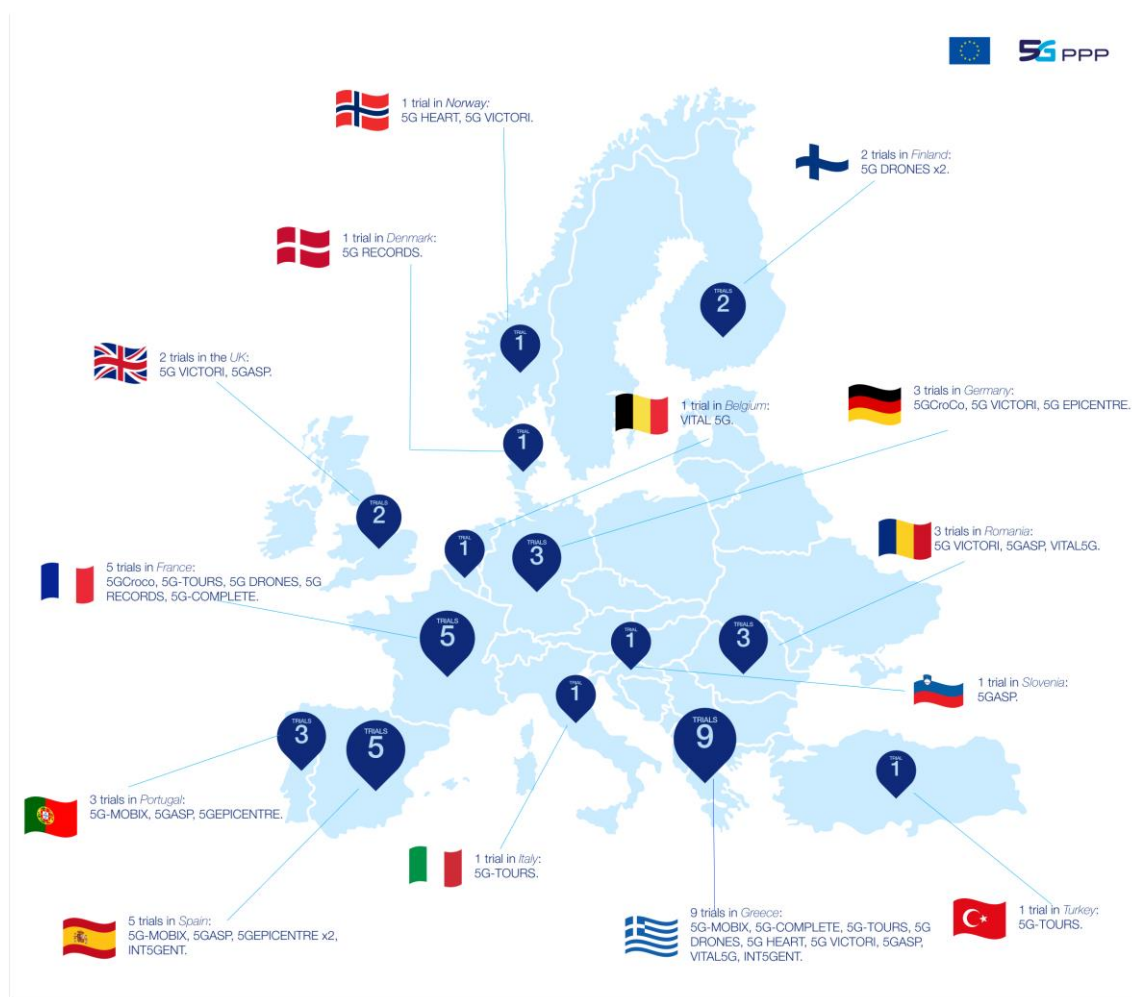 5G PPP
1 trial in Norway:
5G HEART, 5G VICTORI.
2 trials in Finland:
5G DRONES x2.
1 trial in Denmark:
5G RECORDS.
TRIALS
2
TRIAL
1
2 trials in the UK:
5G VICTORI, 5GASP.
1 trial in Belgium:
VITAL 5G.
3 trials in Germany:
5GCroCo, 5G VICTORI, 5G EPICENTRE.
TRIAL
1
TRIALS
2
TRIAL
1
TRIALS
3
3 trials in Romania:
5G VICTORI, 5GASP, VITAL5G.
5 trials in France:
5GCroco, 5G-TOURS, 5G DRONES, 5G
RECORDS, 5G-COMPLETE.
TRIALS
5
TRIAL
1
TRIALS
3
1 trial in Slovenia:
5GASP.
TRIAL
1
TRIALS
3
TRIALS
5
TRIALS
9
TRIAL
1
3 trials in Portugal:
5G-MOBIX, 5GASP, 5GEPICENTRE.
1 trial in Italy:
5G-TOURS.
5 trials in Spain:
5G-MOBIX, 5GASP, 5GEPICENTRE x2,
INT5GENT.
9 trials in Greece:
5G-MOBIX, 5G-COMPLETE, 5G-TOURS, 5G
DRONES, 5G HEART, 5G VICTORI, 5GASP,
VITAL5G, INT5GENT.
1 trial in Turkey:
5G-TOURS.